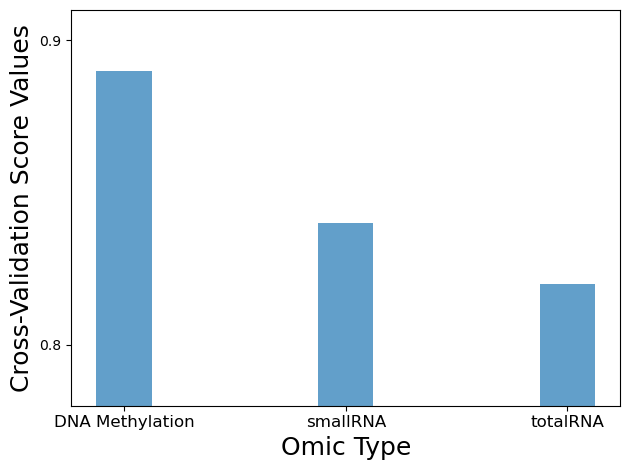 Cross-Validation Score Values
0.9
0.8
DNA Methylation smallRNA totalRNA
Omic Type